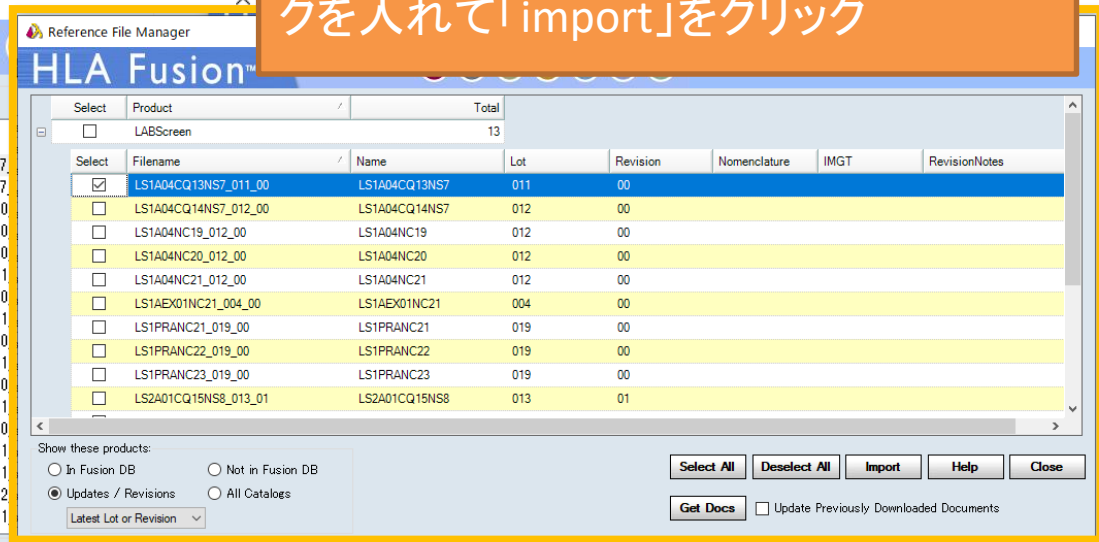 クを入れて「import」をクリック
Reference File Manager
HLA Fusion™
Select Product Total
LABScreen 13
Select Filename Name Lot Revision Nomenclature IMGT RevisionNotes
LS1A04CQ13NS7_011_00 LS1A04CQ13NS7 011 00
LS1A04CQ14NS7_012_00 LS1A04CQ14NS7 012 00
LS1A04NC19_012_00 LS1A04NC19 012 00
LS1A04NC20_012_00 LS1A04NC20 012 00
LS1A04NC21_012_00 LS1A04NC21 012 00
LS1AEX01NC21_004_00 LS1AEX01NC21 004 00
LS1PRANC21_019_00 LS1PRANC21 019 00
LS1PRANC22_019_00 LS1PRANC22 019 00
LS1PRANC23_019_00 LS1PRANC23 019 00
LS2A01CQ15NS8_013_01 LS2A01CQ15NS8 013 01
Show these products:
In Fusion DB Not in Fusion DB
Updates / Revisions All Catalogs
Latest Lot or Revision
Select All Deselect All Import Help Close
Get Docs Update Previously Downloaded Documents